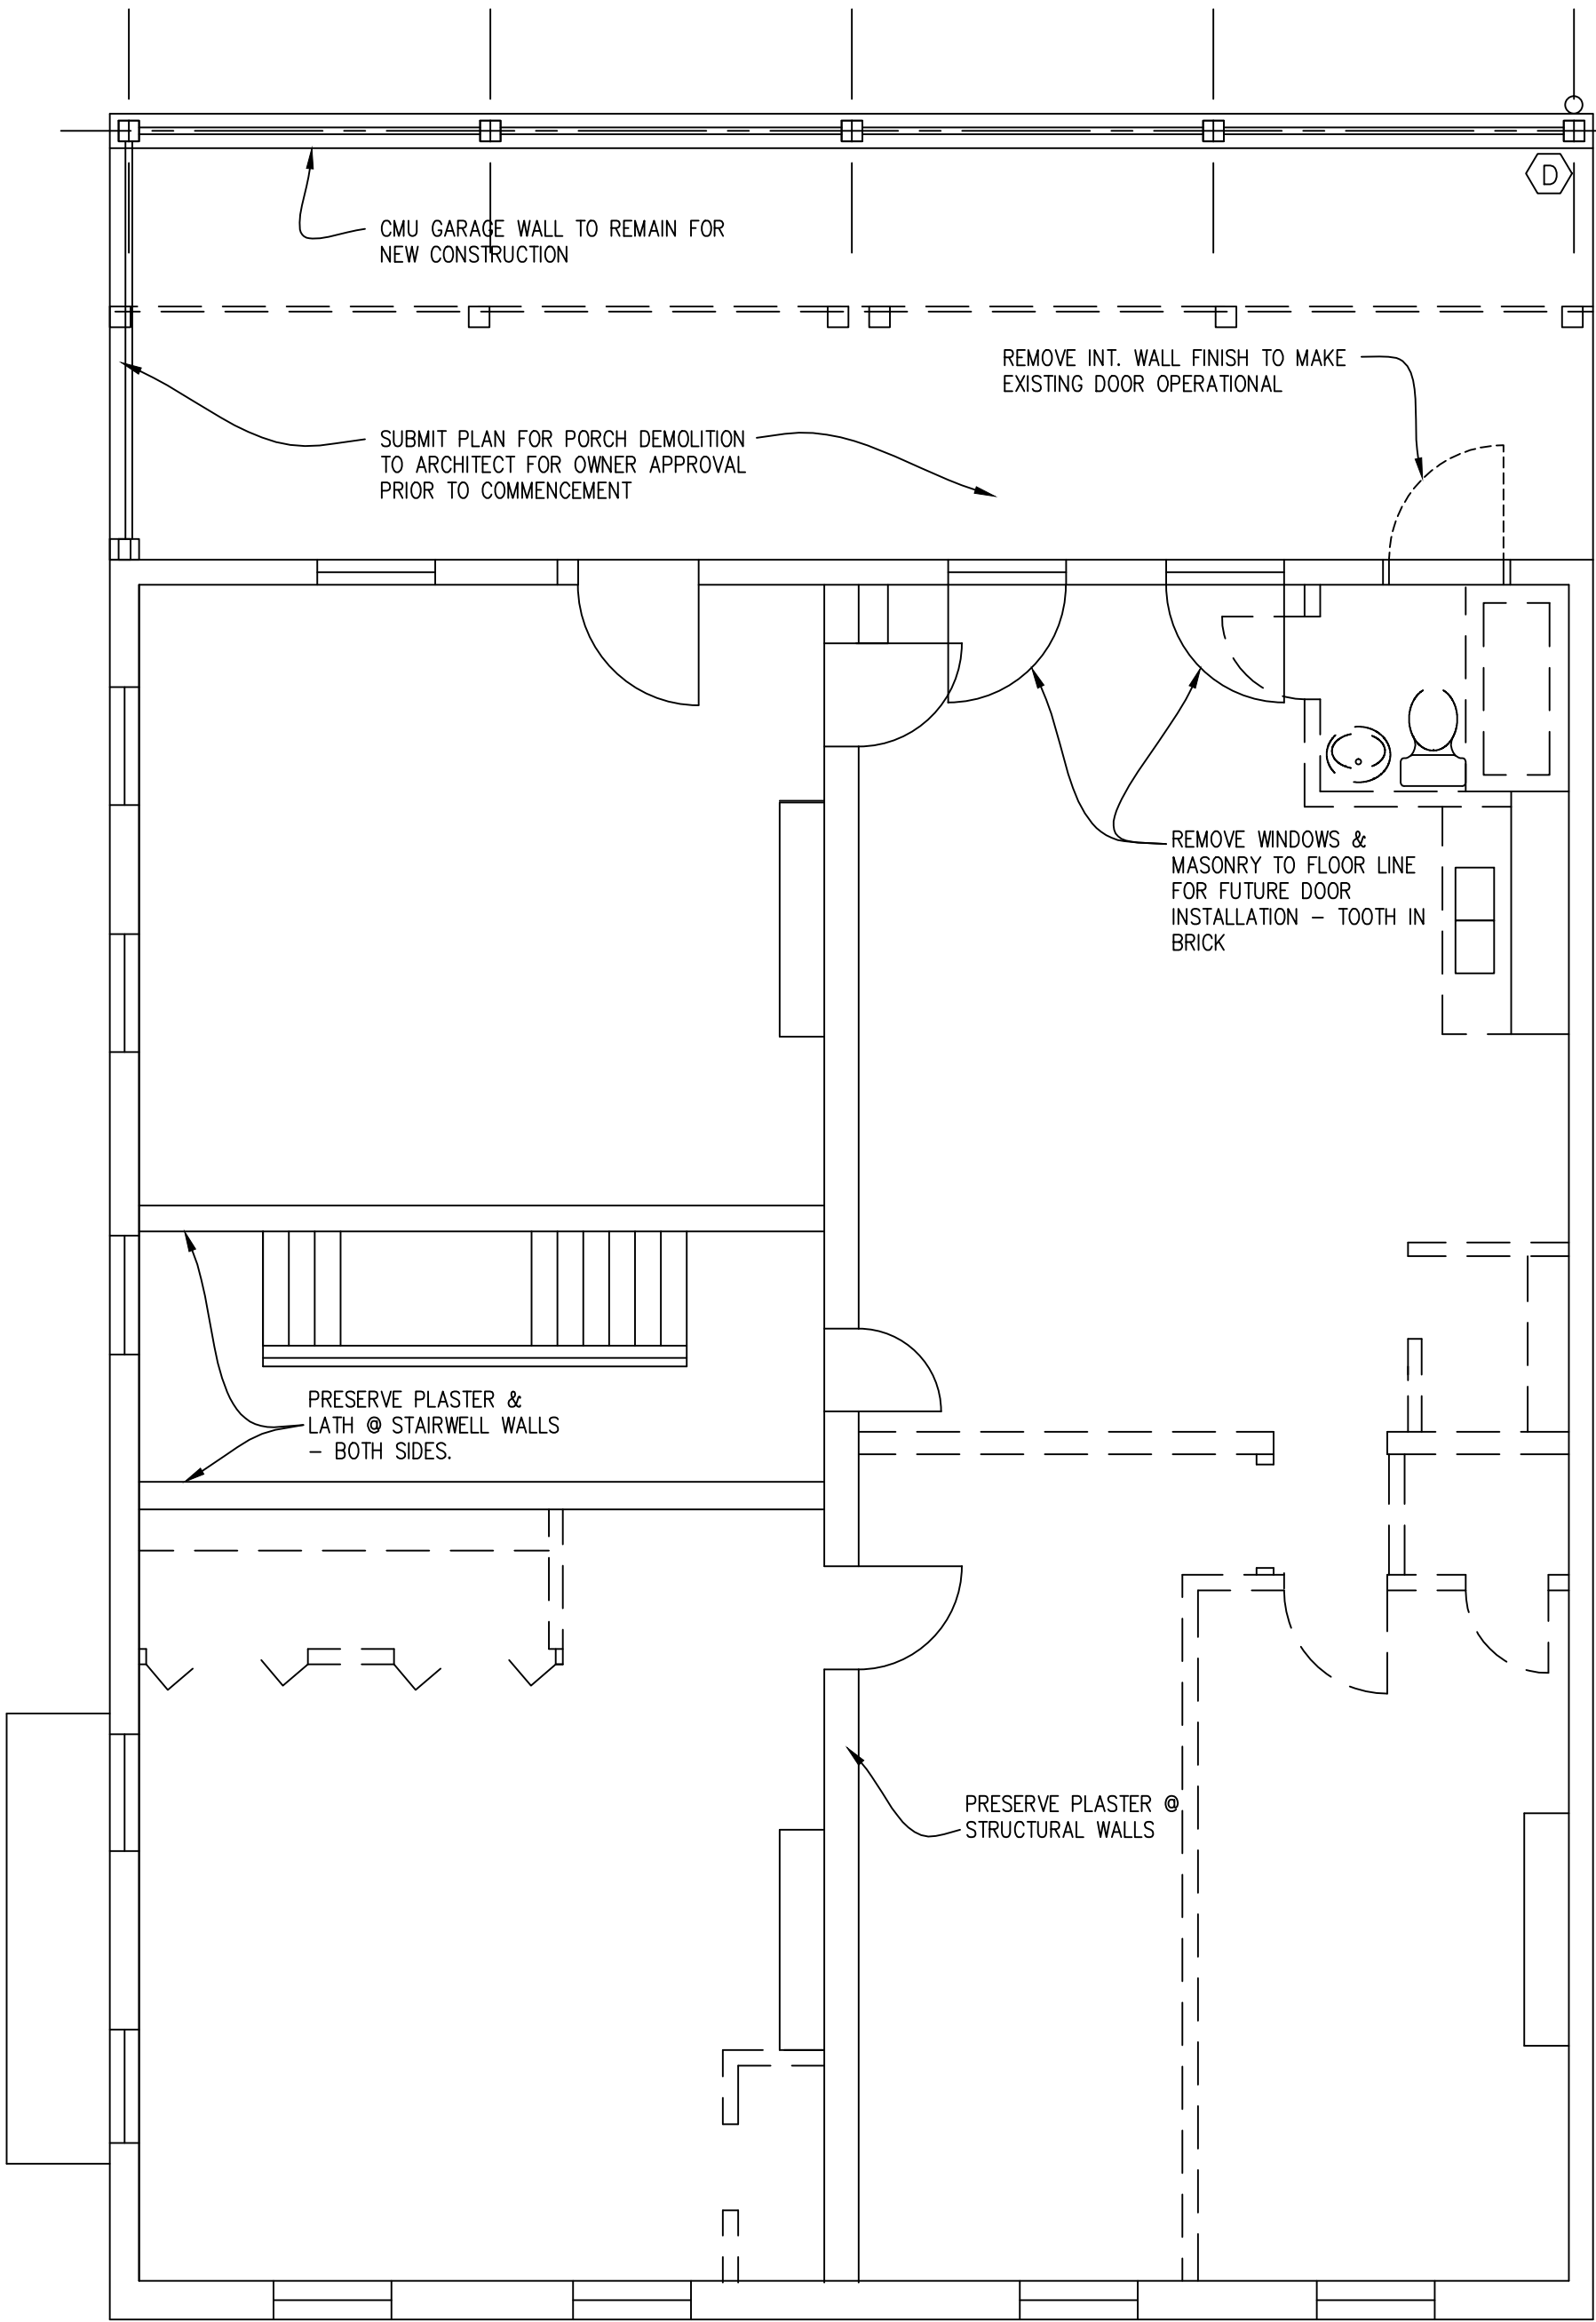 D
CMU GARAGE WALL TO REMAIN FOR
NEW CONSTRUCTION
REMOVE INT. WALL FINISH TO MAKE
EXISTING DOOR OPERATIONAL
SUBMIT PLAN FOR PORCH DEMOLITION
TO ARCHITECT FOR OWNER APPROVAL
PRIOR TO COMMENCEMENT
REMOVE WINDOWS &
MASONRY TO FLOOR LINE
FOR FUTURE DOOR
INSTALLATION – TOOTH IN
BRICK
PRESERVE PLASTER &
LATH @ STAIRWELL WALLS
– BOTH SIDES.
PRESERVE PLASTER @
STRUCTURAL WALLS